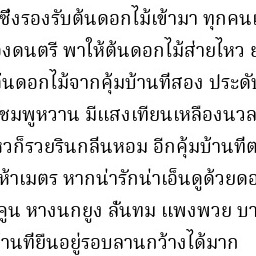 ซึ่งรองรับต้นดอกไม้เข้ามา ทุกคน
งดนตรี พาให้ต้นดอกไม้ส่ายไหว
นดอกไม้จากคุ้มบ้านที่สอง ประดับ
ชมพูหวาน มีแสงเทียนเหลืองนวล
วก็รวยรินกลิ่นหอม อีกคุ้มบ้านที่ต
ห้าเมตร หากน่ารักน่าเอ็นดูด้วยดอ
คูน หางนกยูง ลั่นทม แพงพวย บา
านที่ยืนอยู่รอบลานกว้างได้มาก